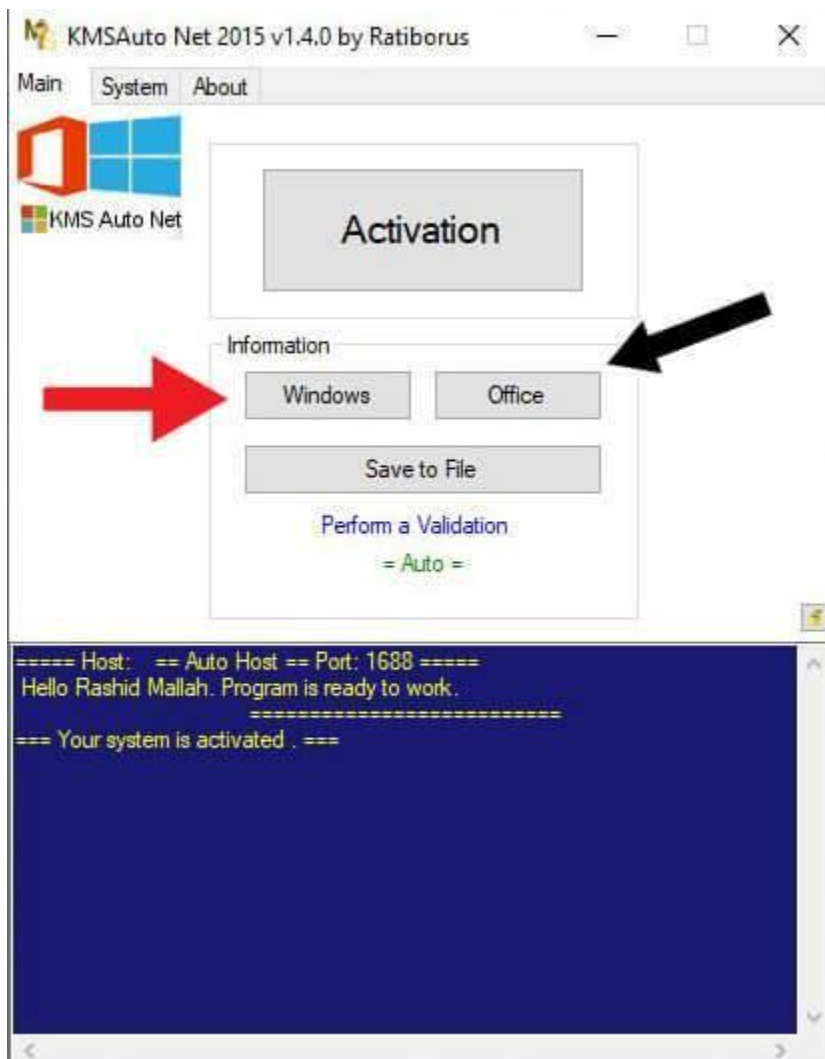 KMSAuto Net 2015 v1.4.0 by Ratiborus
Main System About
KMS Auto Net
Activation
Information
Windows Office
Save to File
Perform a Validation
= Auto =
===== Host: == Auto Host == Port: 1688 =====
Hello Rashid Mallah. Program is ready to work.
==========================
=== Your system is activated . ===